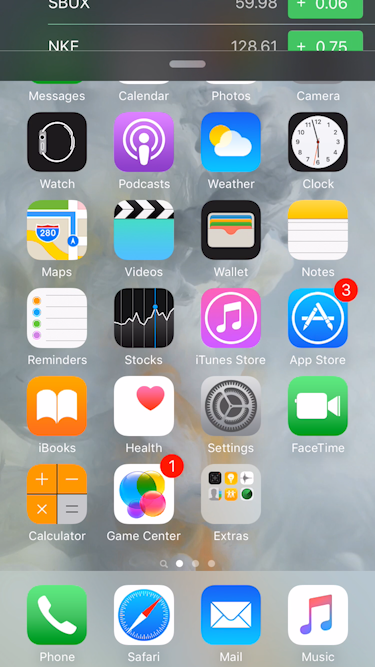 SBUX 59.98 + 0.06
NKE 128.61 + 0.75
Messages Calendar Photos Camera
Watch Podcasts Weather Clock
280
Maps Videos Wallet Notes
3
Reminders Stocks iTunes Store App Store
iBooks Health Settings FaceTime
1
Calculator Game Center Extras
Phone Safari Mail Music